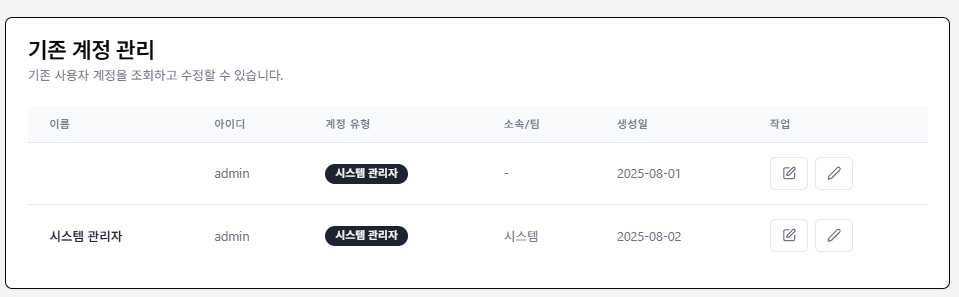 기존 계정 관리
기존 사용자 계정을 조회하고 수정할 수 있습니다.
이름 아이디 계정 유형 소속/팀 생성일 작업
admin 시스템 관리자 - 2025-08-01
시스템 관리자 admin 시스템 관리자 시스템 2025-08-02